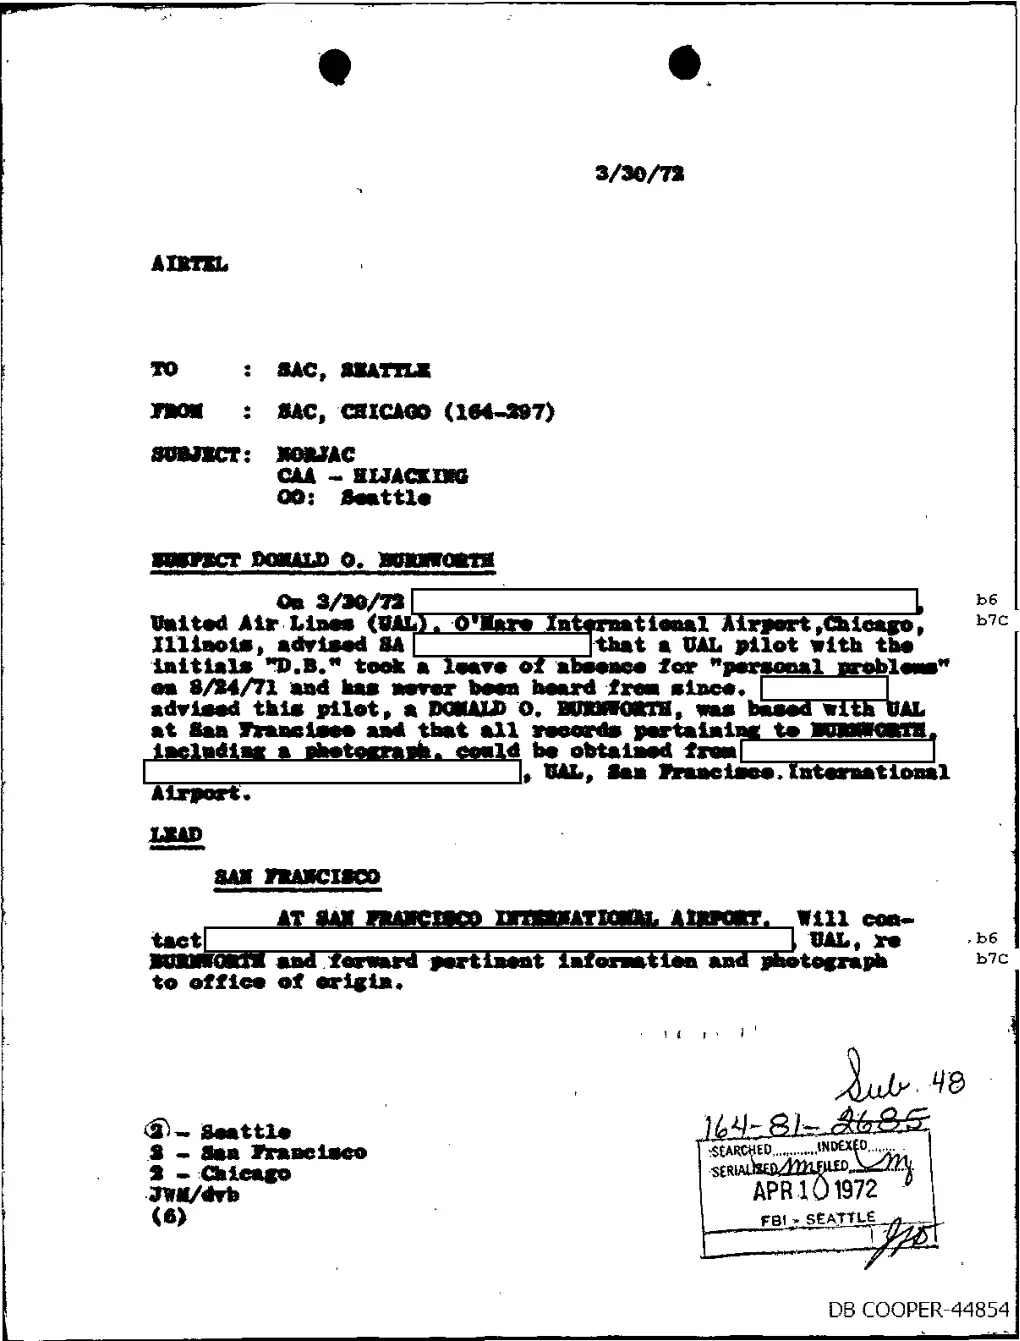 3/30/72
AIRTEL
TO : SAC, SEATTLE
FROM : SAC, CHICAGO (164-297)
SUBJECT: NORJAC
CAA - HIJACKING
OO: Seattle
SUSPECT DONALD O. BURNWORTH
On 3/30/72 ,
b6
United Air Lines (UAL), O'Hare International Airport, Chicago,
b7C
Illinois, advised SA that a UAL pilot with the
initials "D.B." took a leave of absence for "personal problems"
on 8/24/71 and has never been heard from since.
advised this pilot, a DONALD O. BURNWORTH, was based with UAL
at San Francisco and that all records pertaining to BURNWORTH,
including a photograph, could be obtained from
, UAL, San Francisco International
Airport.
LEAD
SAN FRANCISCO
AT SAN FRANCISCO INTERNATIONAL AIRPORT. Will con-
tact , UAL, re
b6
BURNWORTH and forward pertinent information and photograph
b7C
to office of origin.
Sub. 48
164-81-2685
2 - Seattle
2 - San Francisco
2 - Chicago
JWM/dvb
(6)
SEARCHED............INDEXED........
SERIALIZED FILED
APR 10 1972
FBI - SEATTLE
DB COOPER-44854